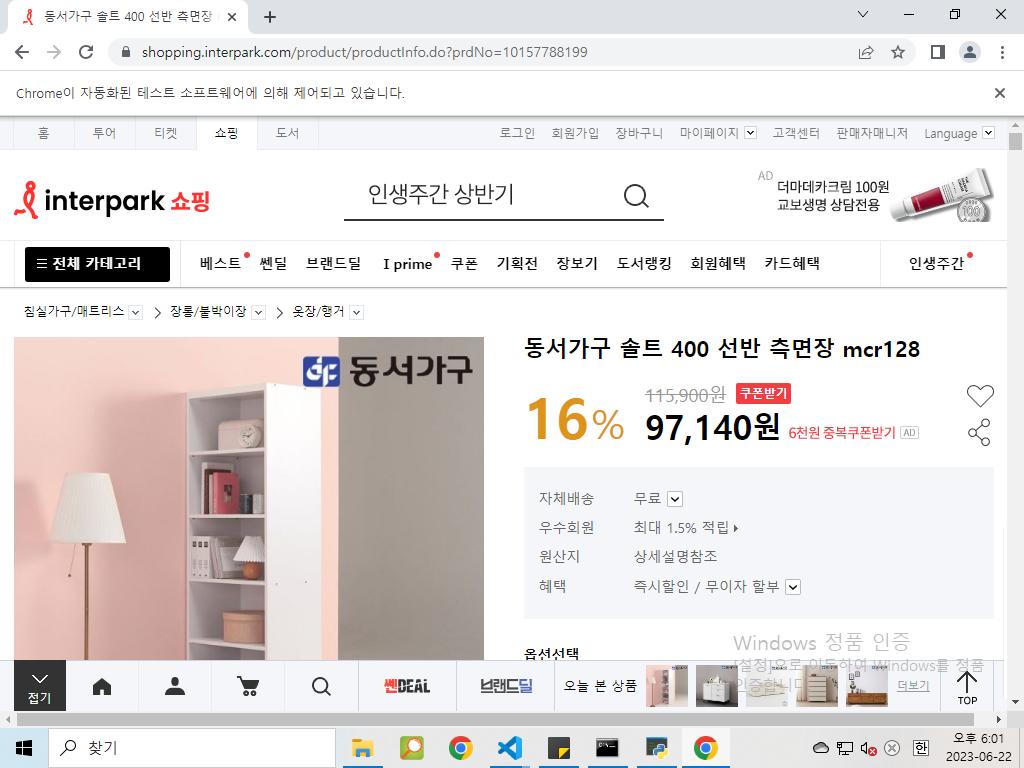 동서가구 솔트 400 선반 측면장
shopping.interpark.com/product/productInfo.do?prdNo=10157788199
Chrome이 자동화된 테스트 소프트웨어에 의해 제어되고 있습니다.
홈 투어 티켓 쇼핑 도서 로그인 회원가입 장바구니 마이페이지 고객센터 판매자매니저 Language
interpark 쇼핑
인생주간 상반기
AD
더마데카크림 100원
교보생명 상담전용
100
전체 카테고리 베스트 쎈딜 브랜드딜 I prime 쿠폰 기획전 장보기 도서랭킹 회원혜택 카드혜택 인생주간
침실가구/매트리스 장롱/붙박이장 옷장/행거
동서가구
동서가구 솔트 400 선반 측면장 mcr128
16%
115,900원 쿠폰받기
97,140원 6천원 중복쿠폰받기 AD
자체배송 무료
우수회원 최대 1.5% 적립
원산지 상세설명참조
혜택 즉시할인 / 무이자 할부
옵션선택
Windows 정품 인증
[설정]으로 이동하여 Windows를 정품
인증합니다
접기
쎈DEAL
브랜드딜
오늘 본 상품
더보기
TOP
찾기
한
오후 6:01
2023-06-22